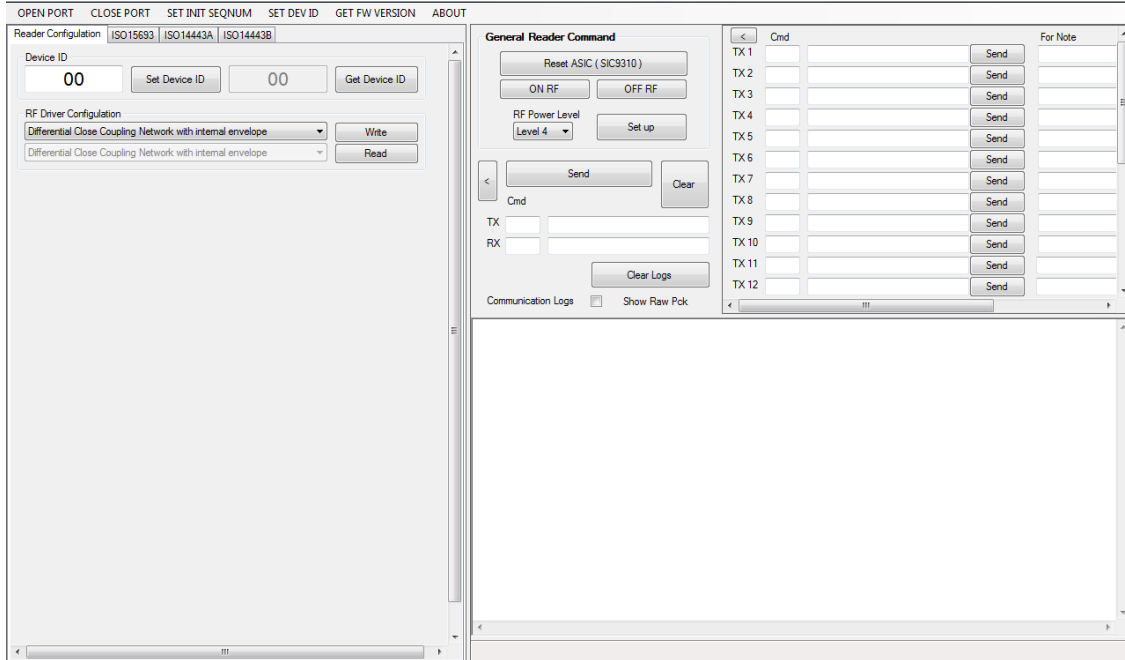 OPEN PORT CLOSE PORT SET INIT SEQNUM SET DEV ID GET FW VERSION ABOUT
Reader Configulation ISO15693 ISO14443A ISO14443B
Device ID
00 Set Device ID 00 Get Device ID
RF Driver Configulation
Differential Close Coupling Network with internal envelope Write
Differential Close Coupling Network with internal envelope Read
General Reader Command
Reset ASIC ( SIC9310 )
ON RF OFF RF
RF Power Level
Level 4 Set up
< Send Clear
Cmd
TX
RX
Clear Logs
Communication Logs Show Raw Pck
< Cmd For Note
TX 1 Send
TX 2 Send
TX 3 Send
TX 4 Send
TX 5 Send
TX 6 Send
TX 7 Send
TX 8 Send
TX 9 Send
TX 10 Send
TX 11 Send
TX 12 Send